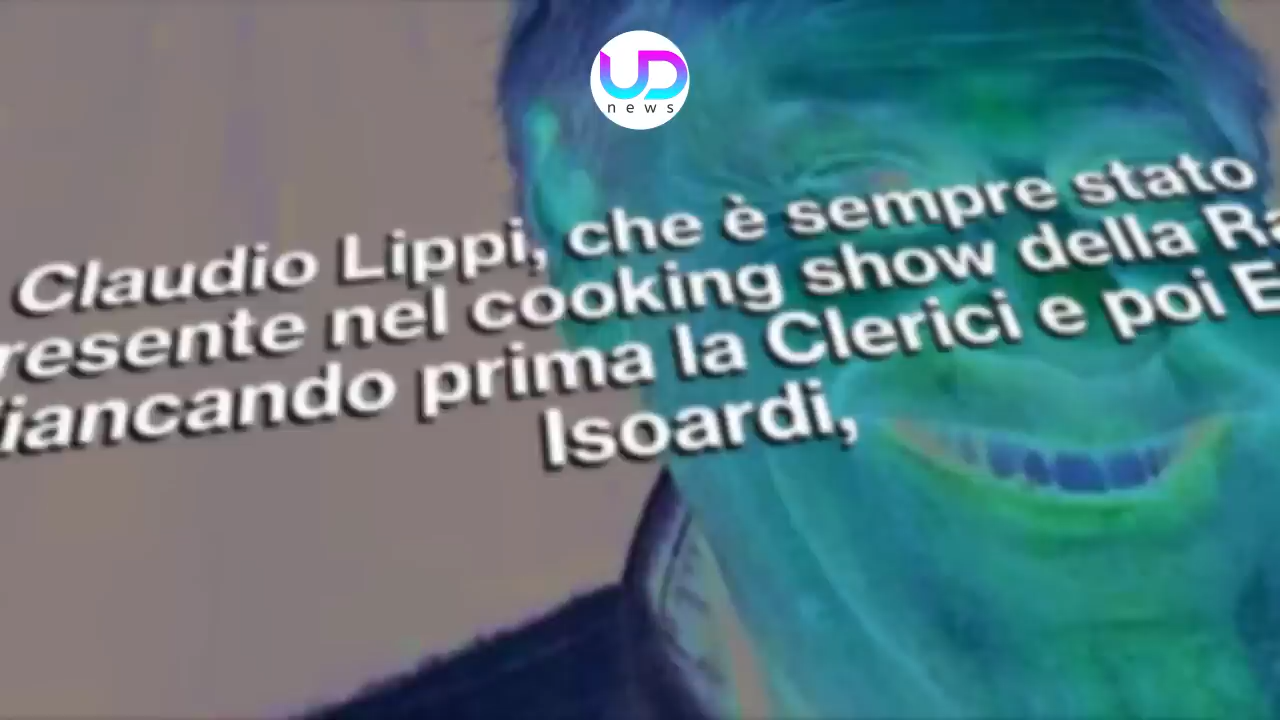 UD
news
Claudio Lippi, che è sempre stato
resente nel cooking show della Ra
iancando prima la Clerici e poi E
Isoardi,